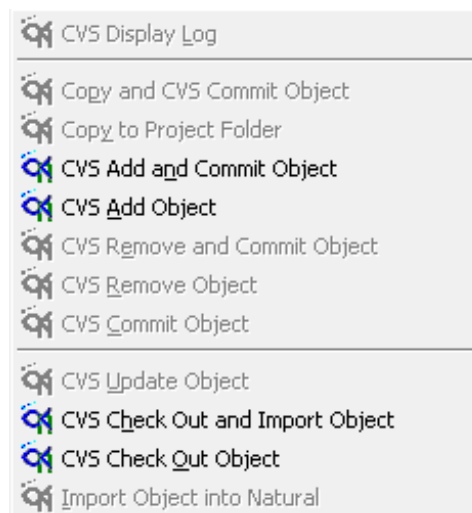 CVS Display Log
Copy and CVS Commit Object
Copy to Project Folder
CVS Add and Commit Object
CVS Add Object
CVS Remove and Commit Object
CVS Remove Object
CVS Commit Object
CVS Update Object
CVS Check Out and Import Object
CVS Check Out Object
Import Object into Natural